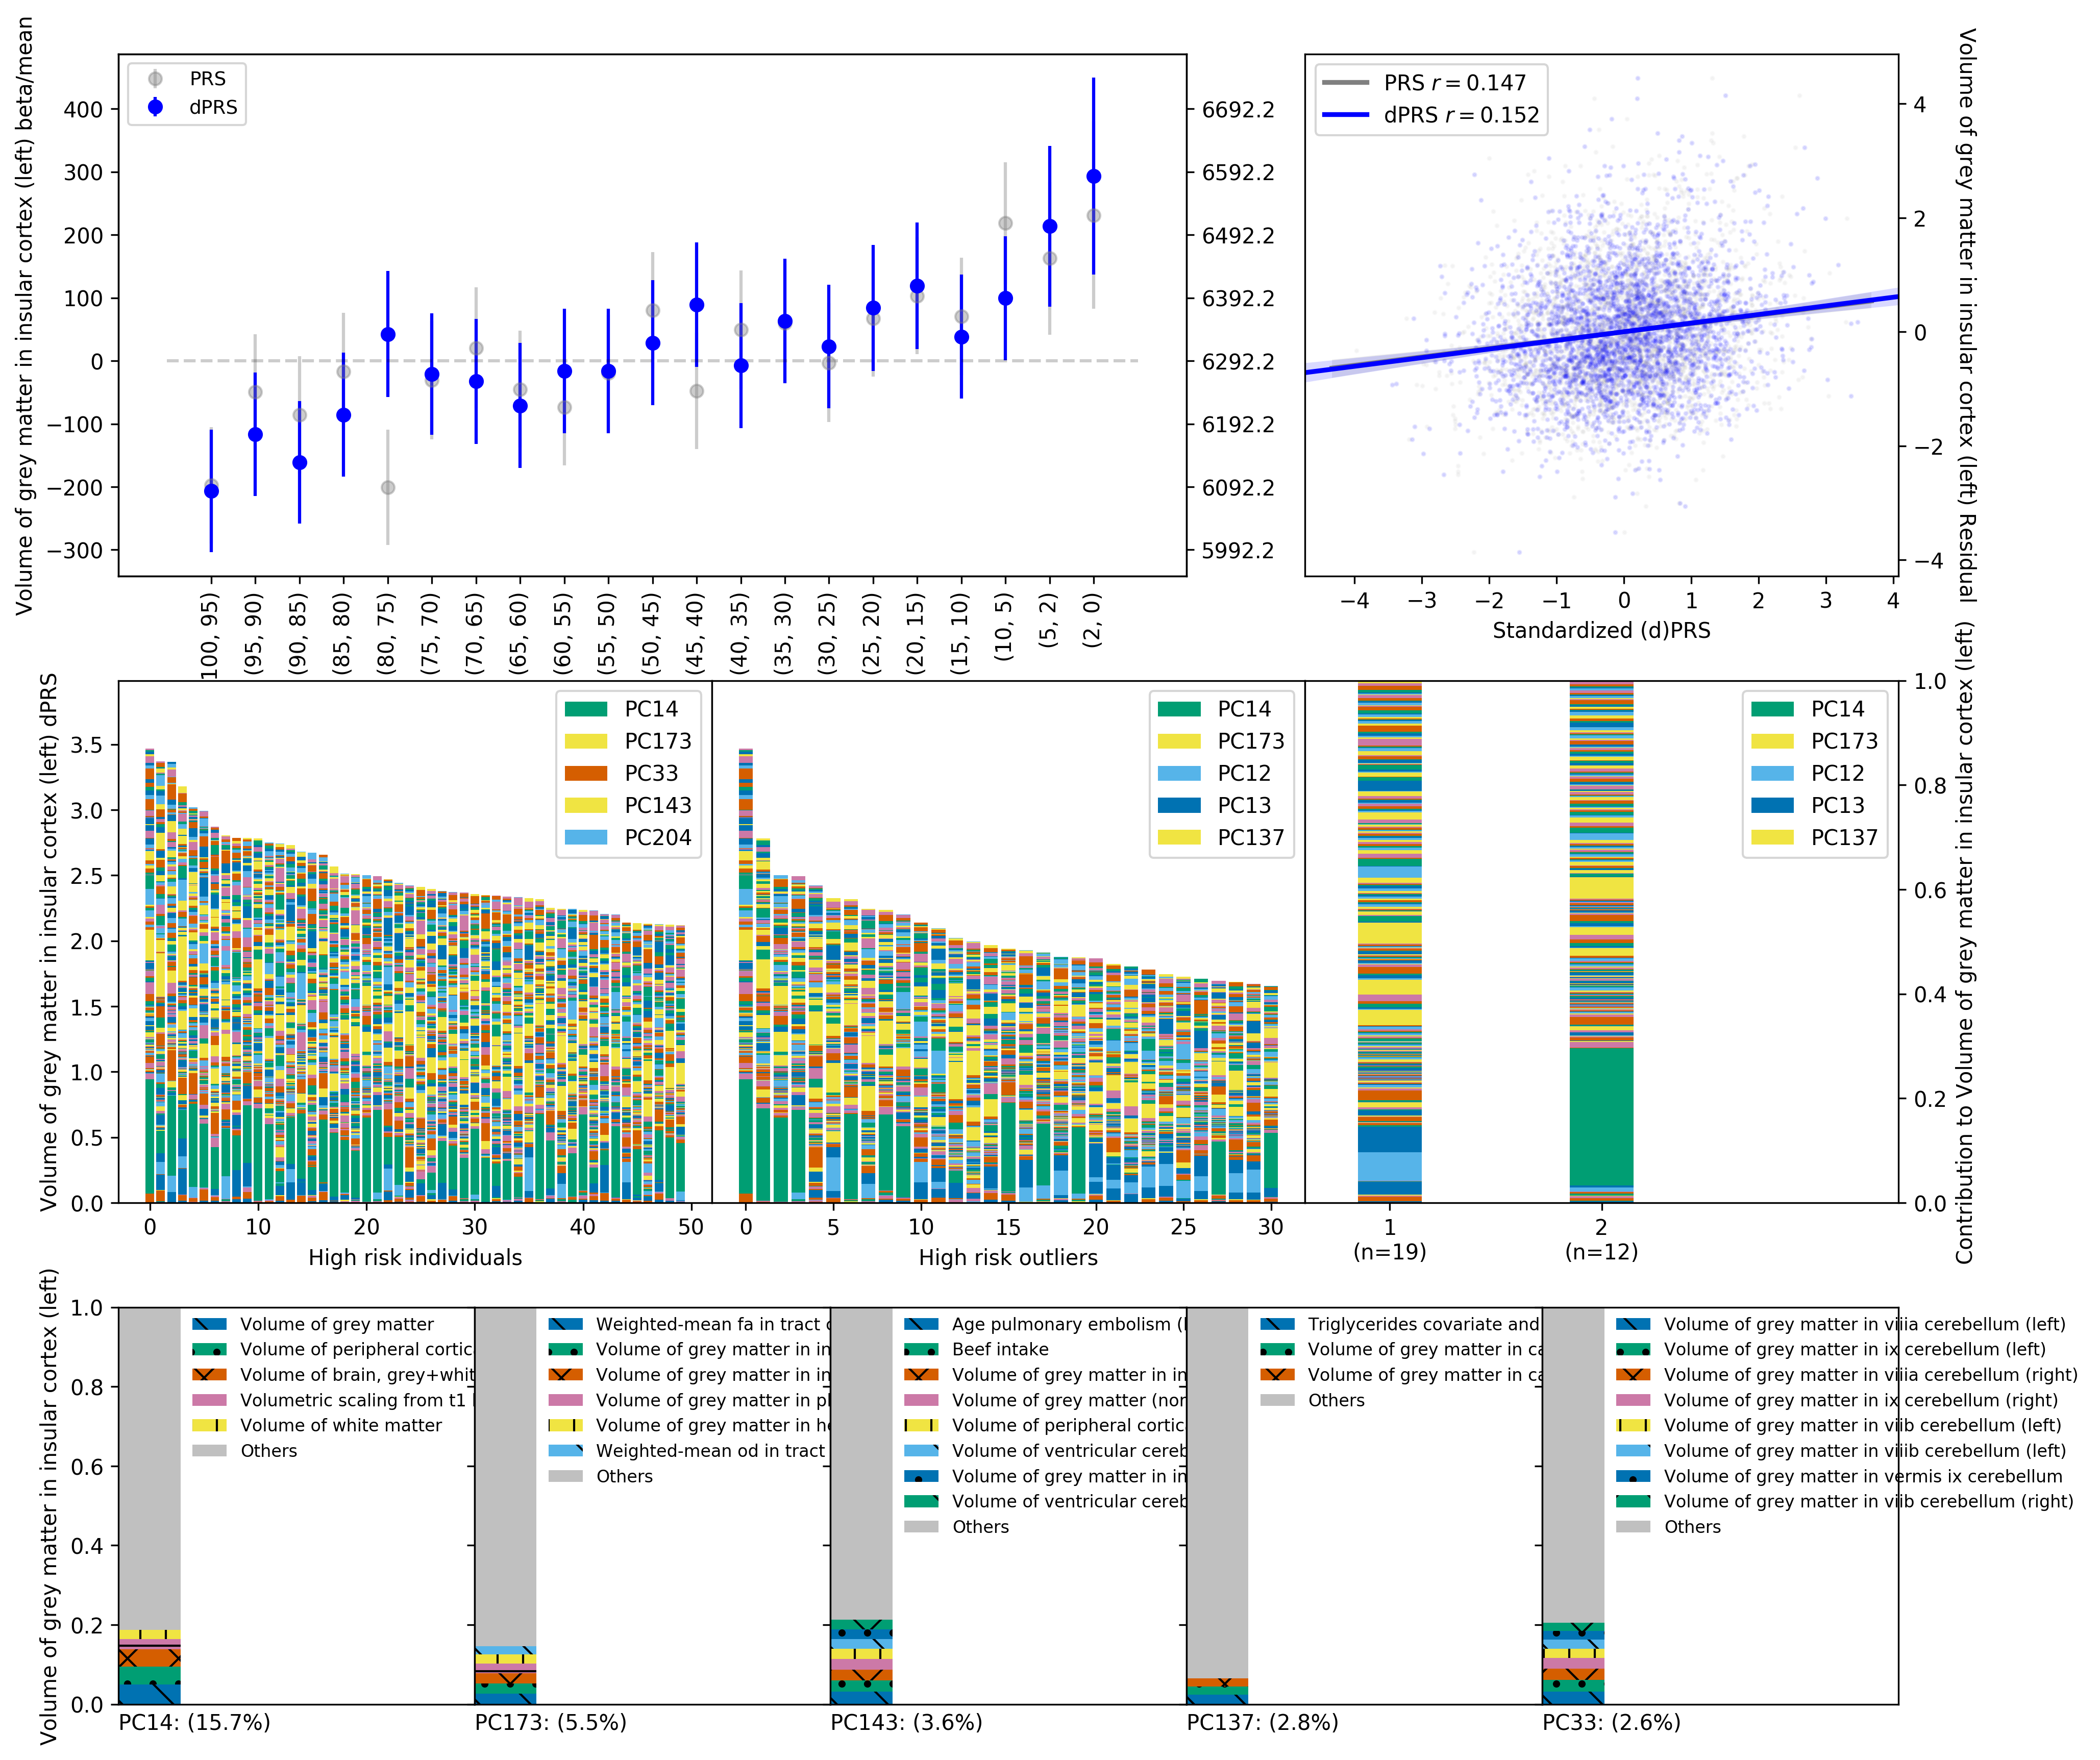 Volume of grey matter in insular cortex (left) beta/mean
400
300
200
100
0
−100
−200
−300
PRS
dPRS
6692.2
6592.2
6492.2
6392.2
6292.2
6192.2
6092.2
5992.2
100, 95)
(95, 90)
(90, 85)
(85, 80)
(80, 75)
(75, 70)
(70, 65)
(65, 60)
(60, 55)
(55, 50)
(50, 45)
(45, 40)
(40, 35)
(35, 30)
(30, 25)
(25, 20)
(20, 15)
(15, 10)
(10, 5)
(5, 2)
(2, 0)
PRS r = 0.147
dPRS r = 0.152
4
2
0
−2
−4
Volume of grey matter in insular cortex (left) Residual
−4 −3 −2 −1 0 1 2 3 4
Standardized (d)PRS
Volume of grey matter in insular cortex (left) dPRS
3.5
3.0
2.5
2.0
1.5
1.0
0.5
0.0
PC14
PC173
PC33
PC143
PC204
0 10 20 30 40 50
High risk individuals
PC14
PC173
PC12
PC13
PC137
0 5 10 15 20 25 30
High risk outliers
PC14
PC173
PC12
PC13
PC137
1
(n=19)
2
(n=12)
1.0
0.8
0.6
0.4
0.2
0.0
Contribution to Volume of grey matter in insular cortex (left)
Volume of grey matter in insular cortex (left)
1.0
0.8
0.6
0.4
0.2
0.0
Volume of grey matter
Volume of peripheral cortic
Volume of brain, grey+whit
Volumetric scaling from t1
Volume of white matter
Others
PC14: (15.7%)
Weighted-mean fa in tract
Volume of grey matter in in
Volume of grey matter in in
Volume of grey matter in pl
Volume of grey matter in he
Weighted-mean od in tract
Others
PC173: (5.5%)
Age pulmonary embolism (
Beef intake
Volume of grey matter in in
Volume of grey matter (nor
Volume of peripheral cortic
Volume of ventricular cereb
Volume of grey matter in in
Volume of ventricular cereb
Others
PC143: (3.6%)
Triglycerides covariate and
Volume of grey matter in ca
Volume of grey matter in ca
Others
PC137: (2.8%)
Volume of grey matter in viiia cerebellum (left)
Volume of grey matter in ix cerebellum (left)
Volume of grey matter in viiia cerebellum (right)
Volume of grey matter in ix cerebellum (right)
Volume of grey matter in viib cerebellum (left)
Volume of grey matter in viiib cerebellum (left)
Volume of grey matter in vermis ix cerebellum
Volume of grey matter in viib cerebellum (right)
Others
PC33: (2.6%)